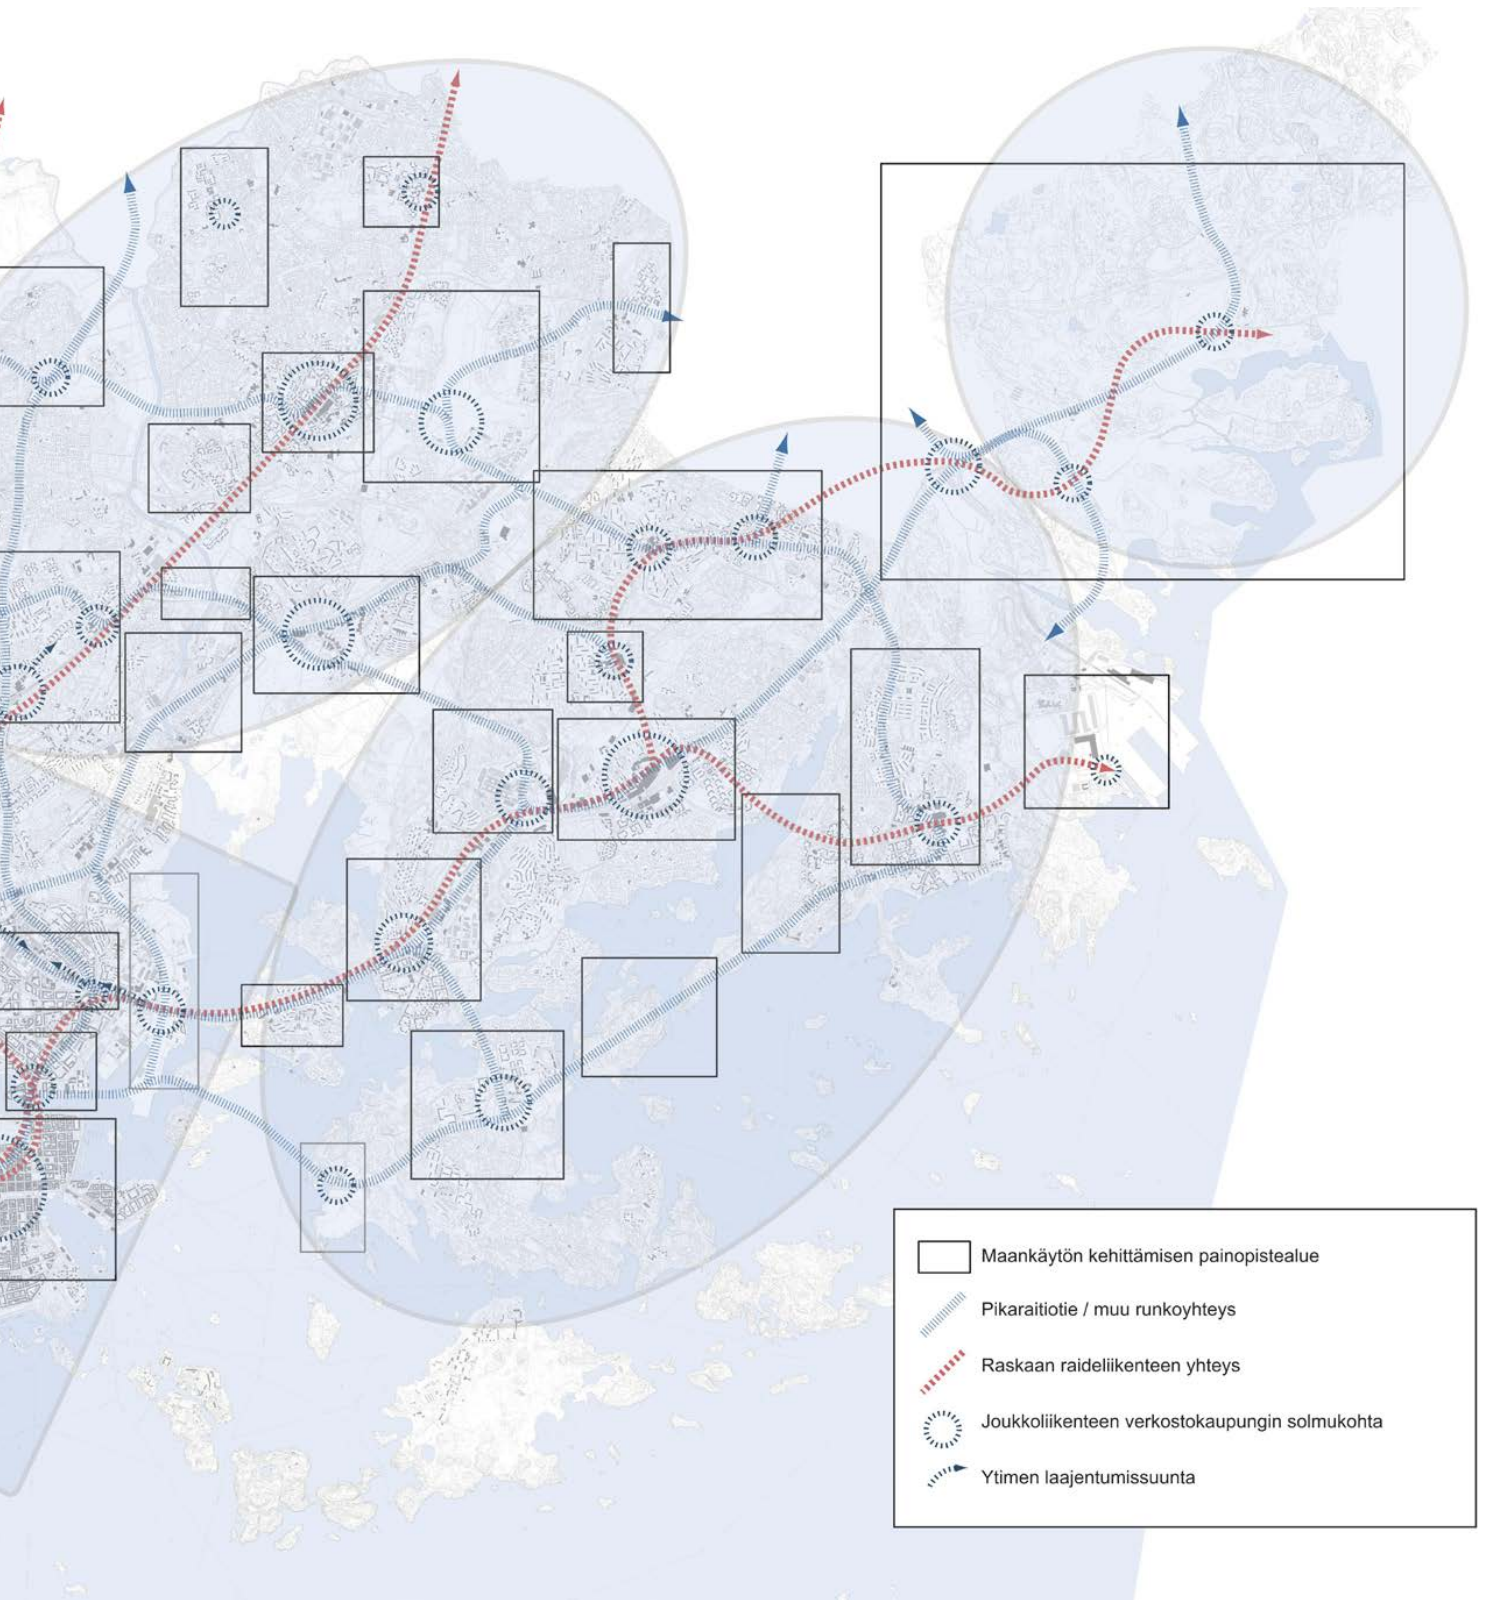 Maankäytön kehittämisen painopistealue
Pikaraitiotie / muu runkoyhteys
Raskaan raideliikenteen yhteys
Joukkoliikenteen verkostokaupungin solmukohta
Ytimen laajentumissuunta